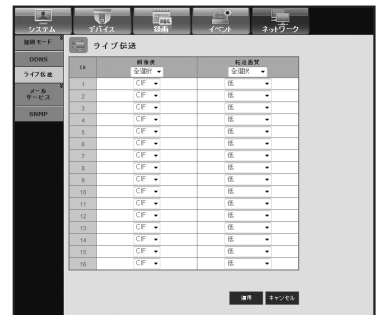 システム デバイス 録画 イベント ネットワーク
接続モード
DDNS
ライブ伝送
メール
サービス
SNMP
ライブ伝送
CH 解像度 転送画質
全選択 全選択
1 CIF 低
2 CIF 低
3 CIF 低
4 CIF 低
5 CIF 低
6 CIF 低
7 CIF 低
8 CIF 低
9 CIF 低
10 CIF 低
11 CIF 低
12 CIF 低
13 CIF 低
14 CIF 低
15 CIF 低
16 CIF 低
適用 キャンセル